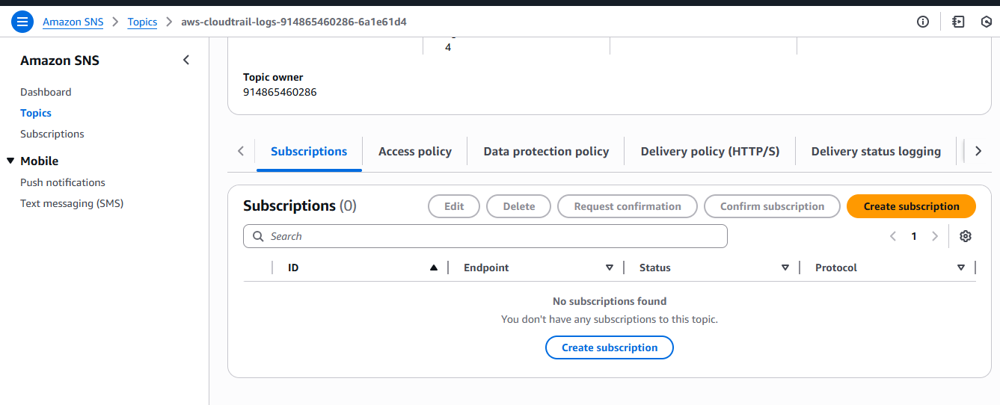 Amazon SNS
Topics
aws-cloudtrail-logs-914865460286-6a1e61d4
Amazon SNS
Dashboard
Topics
Subscriptions
Mobile
Push notifications
Text messaging (SMS)
4
Topic owner
914865460286
Subscriptions
Access policy
Data protection policy
Delivery policy (HTTP/S)
Delivery status logging
Subscriptions (0)
Edit
Delete
Request confirmation
Confirm subscription
Create subscription
Search
1
ID
Endpoint
Status
Protocol
No subscriptions found
You don't have any subscriptions to this topic.
Create subscription